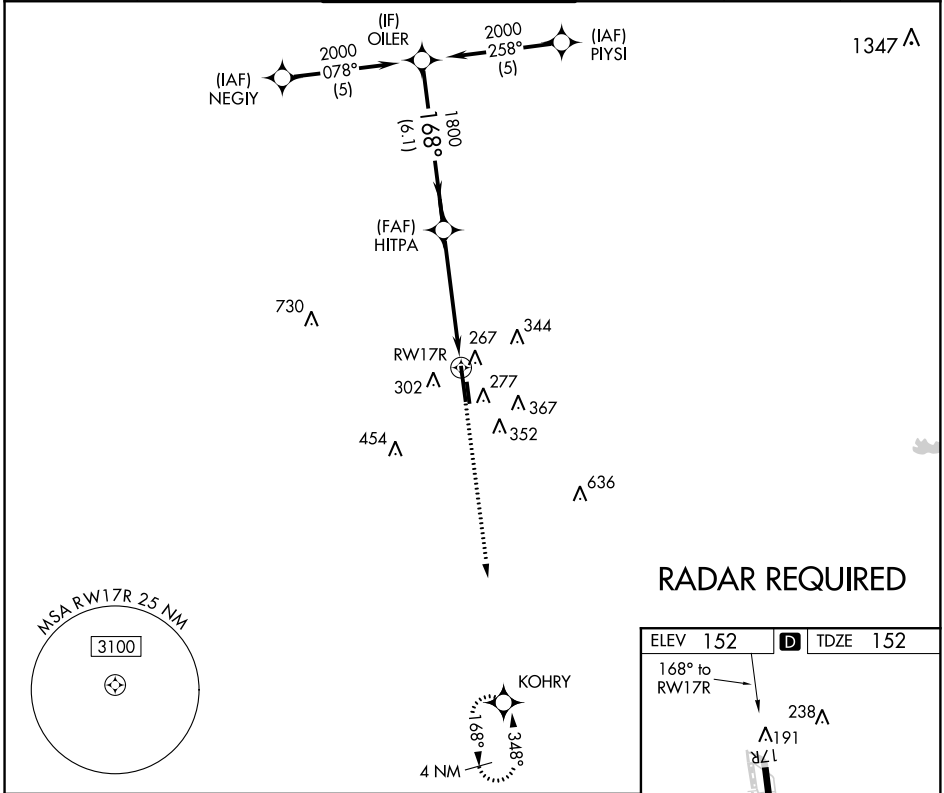 (IF)
OILER
2000
078°
(5)
2000
258°
(5)
(IAF)
PIYSI
1347
(IAF)
NEGIY
1800
168°
(6.1)
(FAF)
HITPA
730
RW17R
267
344
302
277
367
352
454
636
RADAR REQUIRED
MSA RW17R 25 NM
3100
KOHRY
168°
348°
4 NM
ELEV 152
D
TDZE 152
168° to
RW17R
238
191
17R